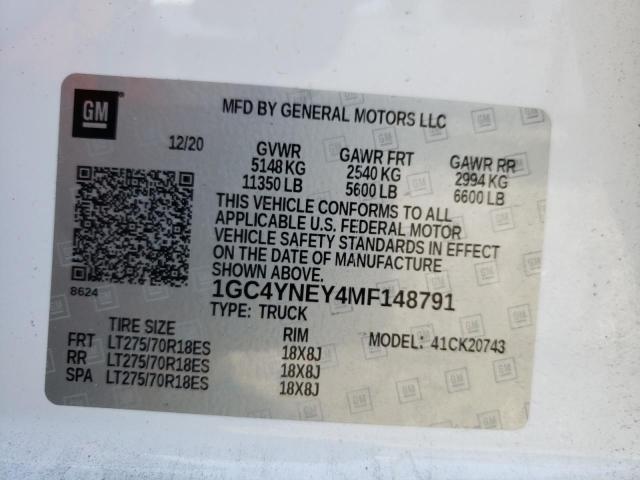 GM
MFD BY GENERAL MOTORS LLC
12/20
GVWR GAWR FRT GAWR RR
5148 KG 2540 KG 2994 KG
11350 LB 5600 LB 6600 LB
THIS VEHICLE CONFORMS TO ALL
APPLICABLE U.S. FEDERAL MOTOR
VEHICLE SAFETY STANDARDS IN EFFECT
ON THE DATE OF MANUFACTURE
SHOWN ABOVE.
8624
1GC4YNEY4MF148791
TYPE: TRUCK
TIRE SIZE RIM MODEL: 41CK20743
FRT LT275/70R18ES 18X8J
RR LT275/70R18ES 18X8J
SPA LT275/70R18ES 18X8J